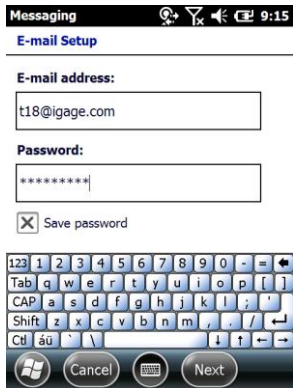 Messaging 9:15
E-mail Setup
E-mail address:
t18@igage.com
Password:
*********
Save password
123 1 2 3 4 5 6 7 8 9 0 - =
Tab q w e r t y u i o p [ ]
CAP a s d f g h j k l ; '
Shift z x c v b n m , . /
Ctl áü ` \
Cancel Next